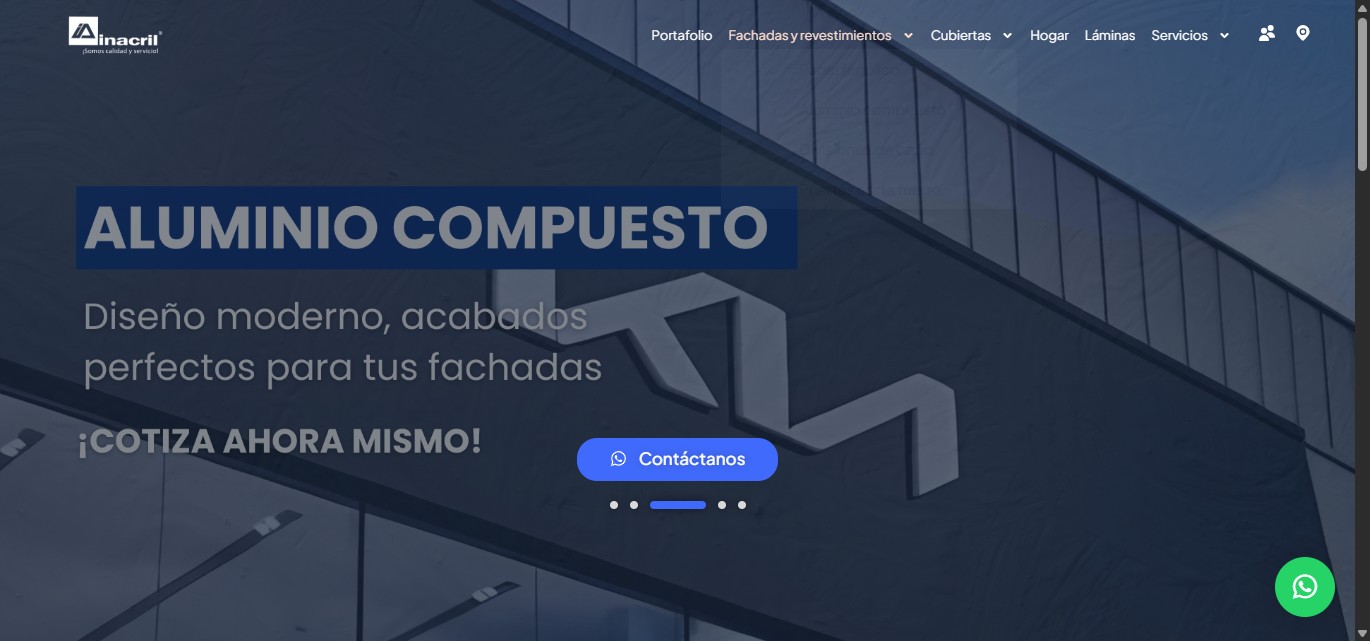 inacril
¡Somos calidad y servicio!
Portafolio
Fachadas y revestimientos
Cubiertas
Hogar
Láminas
Servicios
ALUMINIO COMPUESTO
Diseño moderno, acabados
perfectos para tus fachadas
¡COTIZA AHORA MISMO!
Contáctanos